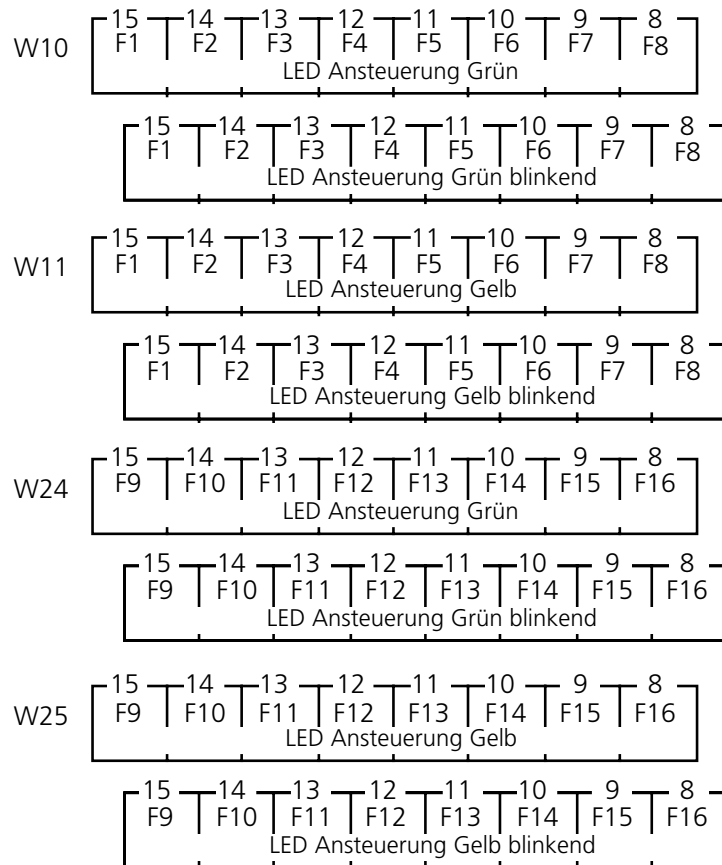 15 14 13 12 11 10 9 8
W10 F1 F2 F3 F4 F5 F6 F7 F8
LED Ansteuerung Grün
15 14 13 12 11 10 9 8
F1 F2 F3 F4 F5 F6 F7 F8
LED Ansteuerung Grün blinkend
15 14 13 12 11 10 9 8
W11 F1 F2 F3 F4 F5 F6 F7 F8
LED Ansteuerung Gelb
15 14 13 12 11 10 9 8
F1 F2 F3 F4 F5 F6 F7 F8
LED Ansteuerung Gelb blinkend
15 14 13 12 11 10 9 8
W24 F9 F10 F11 F12 F13 F14 F15 F16
LED Ansteuerung Grün
15 14 13 12 11 10 9 8
F9 F10 F11 F12 F13 F14 F15 F16
LED Ansteuerung Grün blinkend
15 14 13 12 11 10 9 8
W25 F9 F10 F11 F12 F13 F14 F15 F16
LED Ansteuerung Gelb
15 14 13 12 11 10 9 8
F9 F10 F11 F12 F13 F14 F15 F16
LED Ansteuerung Gelb blinkend